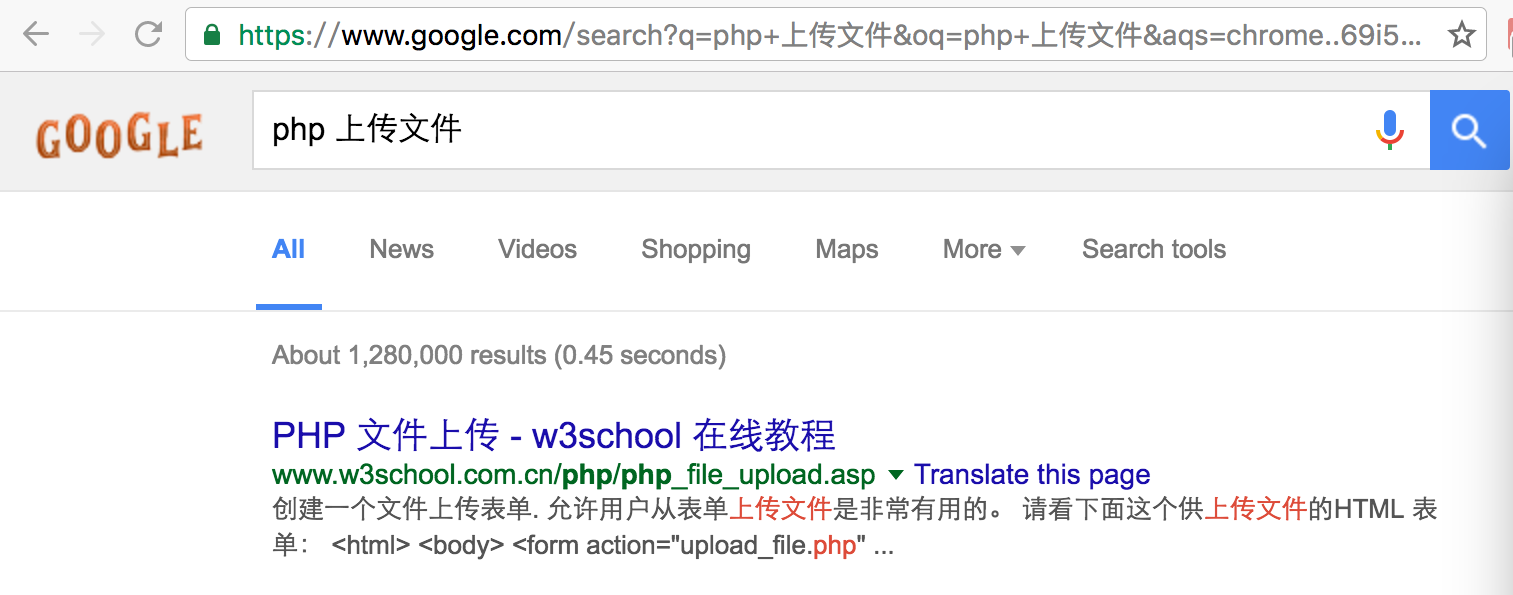 https://www.google.com/search?q=php+上传文件&oq=php+上传文件&aqs=chrome..69i5...
GOOGLE
php 上传文件
All News Videos Shopping Maps More Search tools
About 1,280,000 results (0.45 seconds)
PHP 文件上传 - w3school 在线教程
www.w3school.com.cn/php/php_file_upload.asp Translate this page
创建一个文件上传表单. 允许用户从表单上传文件是非常有用的。 请看下面这个供上传文件的HTML 表
单： <html> <body> <form action="upload_file.php" ...